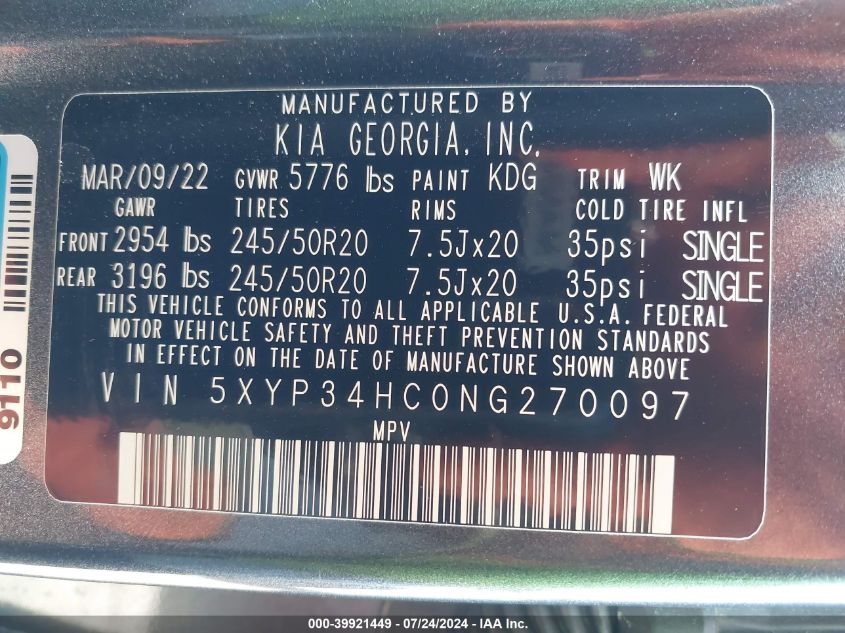 MANUFACTURED BY
KIA GEORGIA, INC.
MAR/09/22 GVWR 5776 lbs PAINT KDG TRIM WK
GAWR TIRES RIMS COLD TIRE INFL
FRONT 2954 lbs 245/50R20 7.5Jx20 35psi SINGLE
REAR 3196 lbs 245/50R20 7.5Jx20 35psi SINGLE
THIS VEHICLE CONFORMS TO ALL APPLICABLE U.S.A. FEDERAL
MOTOR VEHICLE SAFETY AND THEFT PREVENTION STANDARDS
IN EFFECT ON THE DATE OF MANUFACTURE SHOWN ABOVE
VIN 5XYP34HC0NG270097
MPV
9110
000-39921449 - 07/24/2024 - IAA Inc.